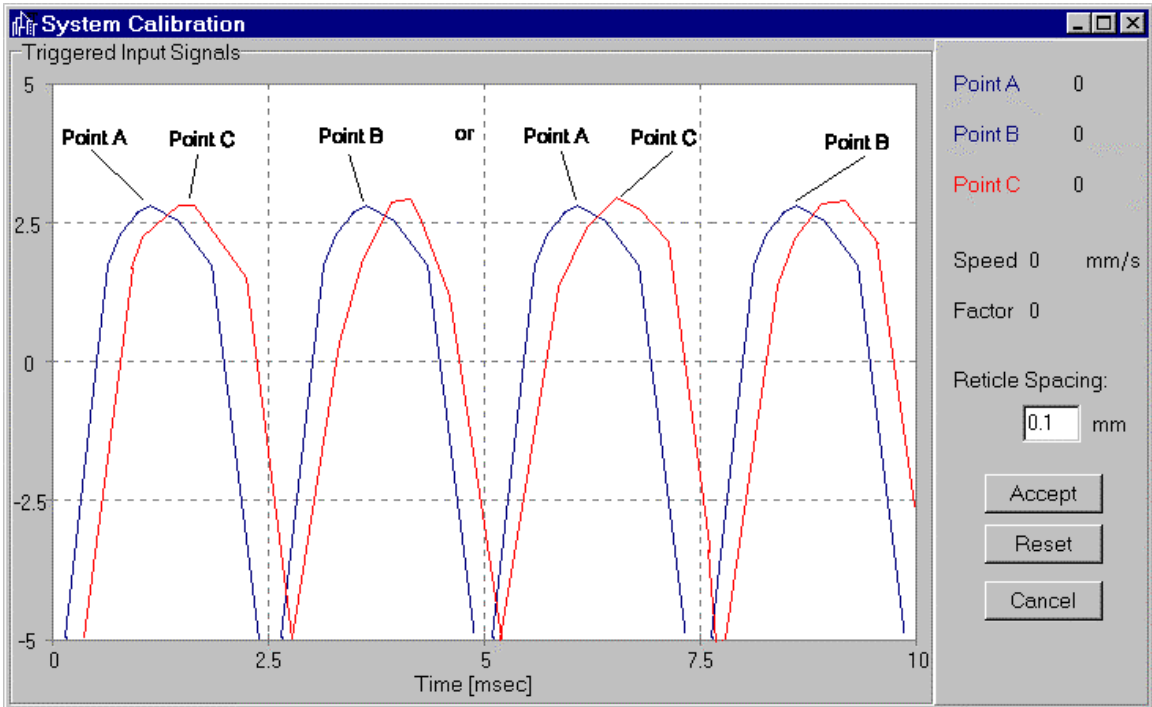 System Calibration
Triggered Input Signals
5
2.5
0
-2.5
-5
Point A
Point C
Point B
or
Point A
Point C
Point B
0
2.5
5
7.5
10
Time [msec]
Point A 0
Point B 0
Point C 0
Speed 0 mm/s
Factor 0
Reticle Spacing:
0.1 mm
Accept
Reset
Cancel